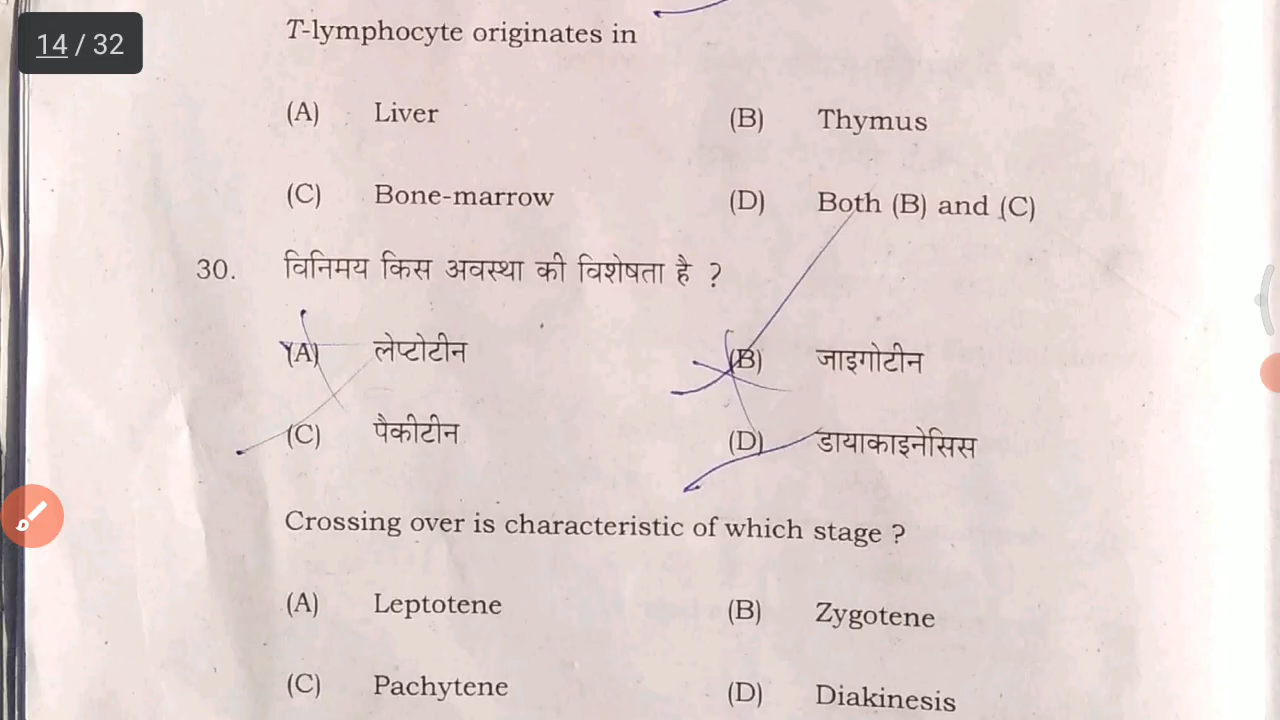 14 / 32
T-lymphocyte originates in
(A) Liver (B) Thymus
(C) Bone-marrow (D) Both (B) and (C)
30. विनिमय किस अवस्था की विशेषता है ?
(A) लेप्टोटीन (B) जाइगोटीन
(C) पैकीटीन (D) डायाकाइनेसिस
Crossing over is characteristic of which stage ?
(A) Leptotene (B) Zygotene
(C) Pachytene (D) Diakinesis